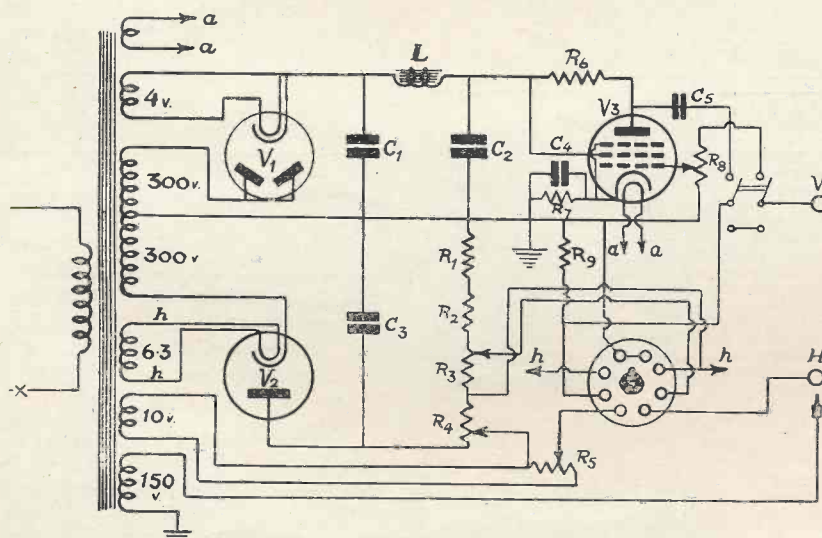 a
a
L
R6
4v.
V3
C5
V1
C1
C2
C4
R8
300v.
R7
V
300v
a
a
R1
R9
C3
R2
h
6.3
h
V2
h
h
H
R3
10v.
R4
R5
150
v.
X